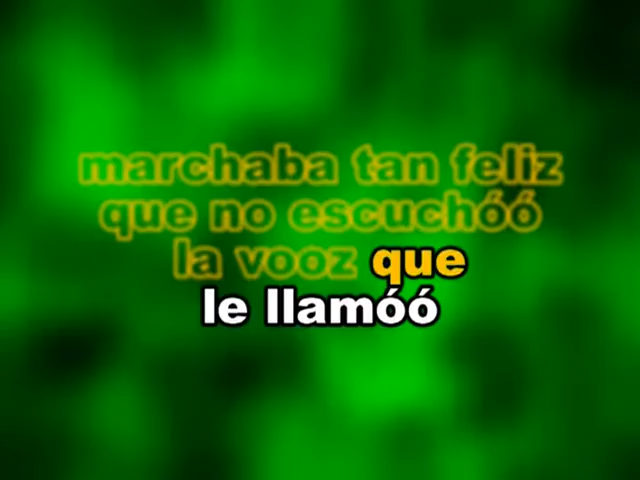 marchaba tan feliz
que no escuchóó
la vooz que
le llamóó